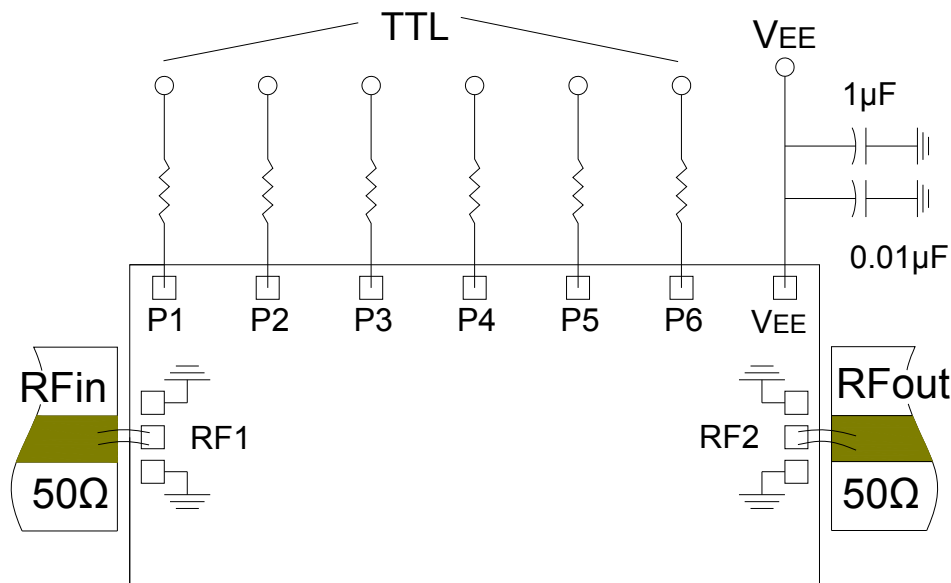 TTL
VEE
1µF
0.01µF
P1 P2 P3 P4 P5 P6 VEE
RFin
RFout
RF1
RF2
50Ω
50Ω